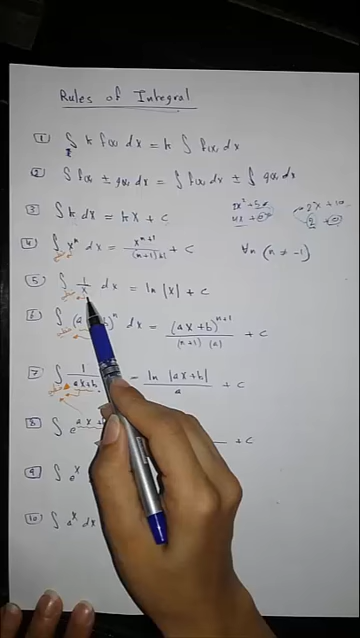 Rules of Integral
1 ∫ k f(x) dx = k ∫ f(x) dx
2 ∫ f(x) ± g(x) dx = ∫ f(x) dx ± ∫ g(x) dx
3 ∫ k dx = kx + c
4 ∫ xⁿ dx = xⁿ⁺¹ / (n+1) + c ∀n (n ≠ -1)
5 ∫ 1/x dx = ln |x| + c
6 ∫ (a b)ⁿ dx = (ax+b)ⁿ⁺¹ / (n+1) (a) + c
7 ∫ 1/(ax+b) = ln |ax+b| / a + c
8 ∫ e^(ax + c
9 ∫ eˣ
10 ∫ aˣ dx